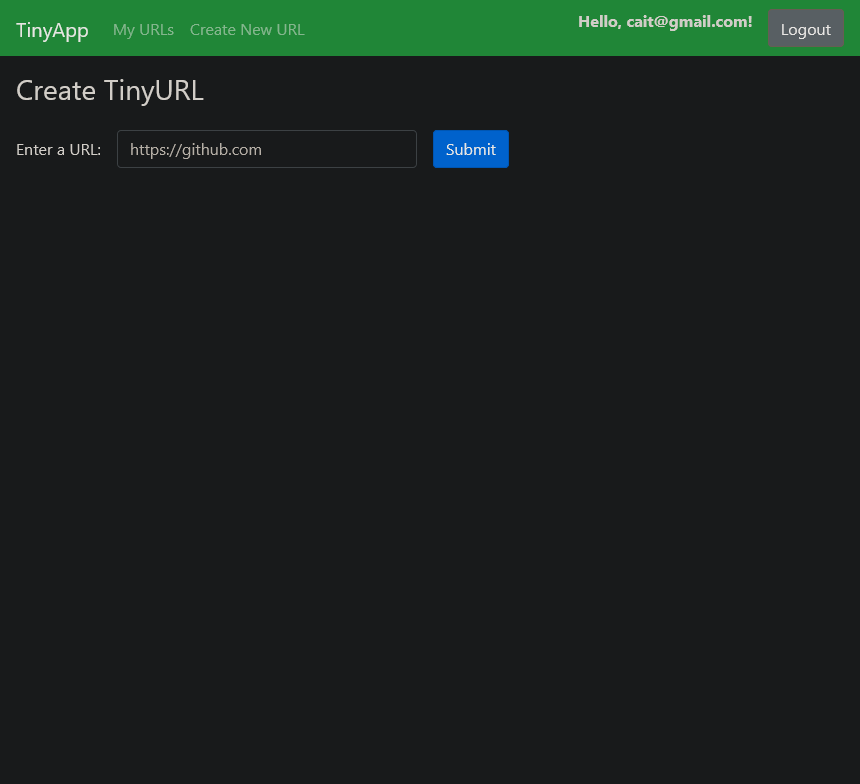 TinyApp My URLs Create New URL Hello, cait@gmail.com! Logout
Create TinyURL
Enter a URL: https://github.com Submit